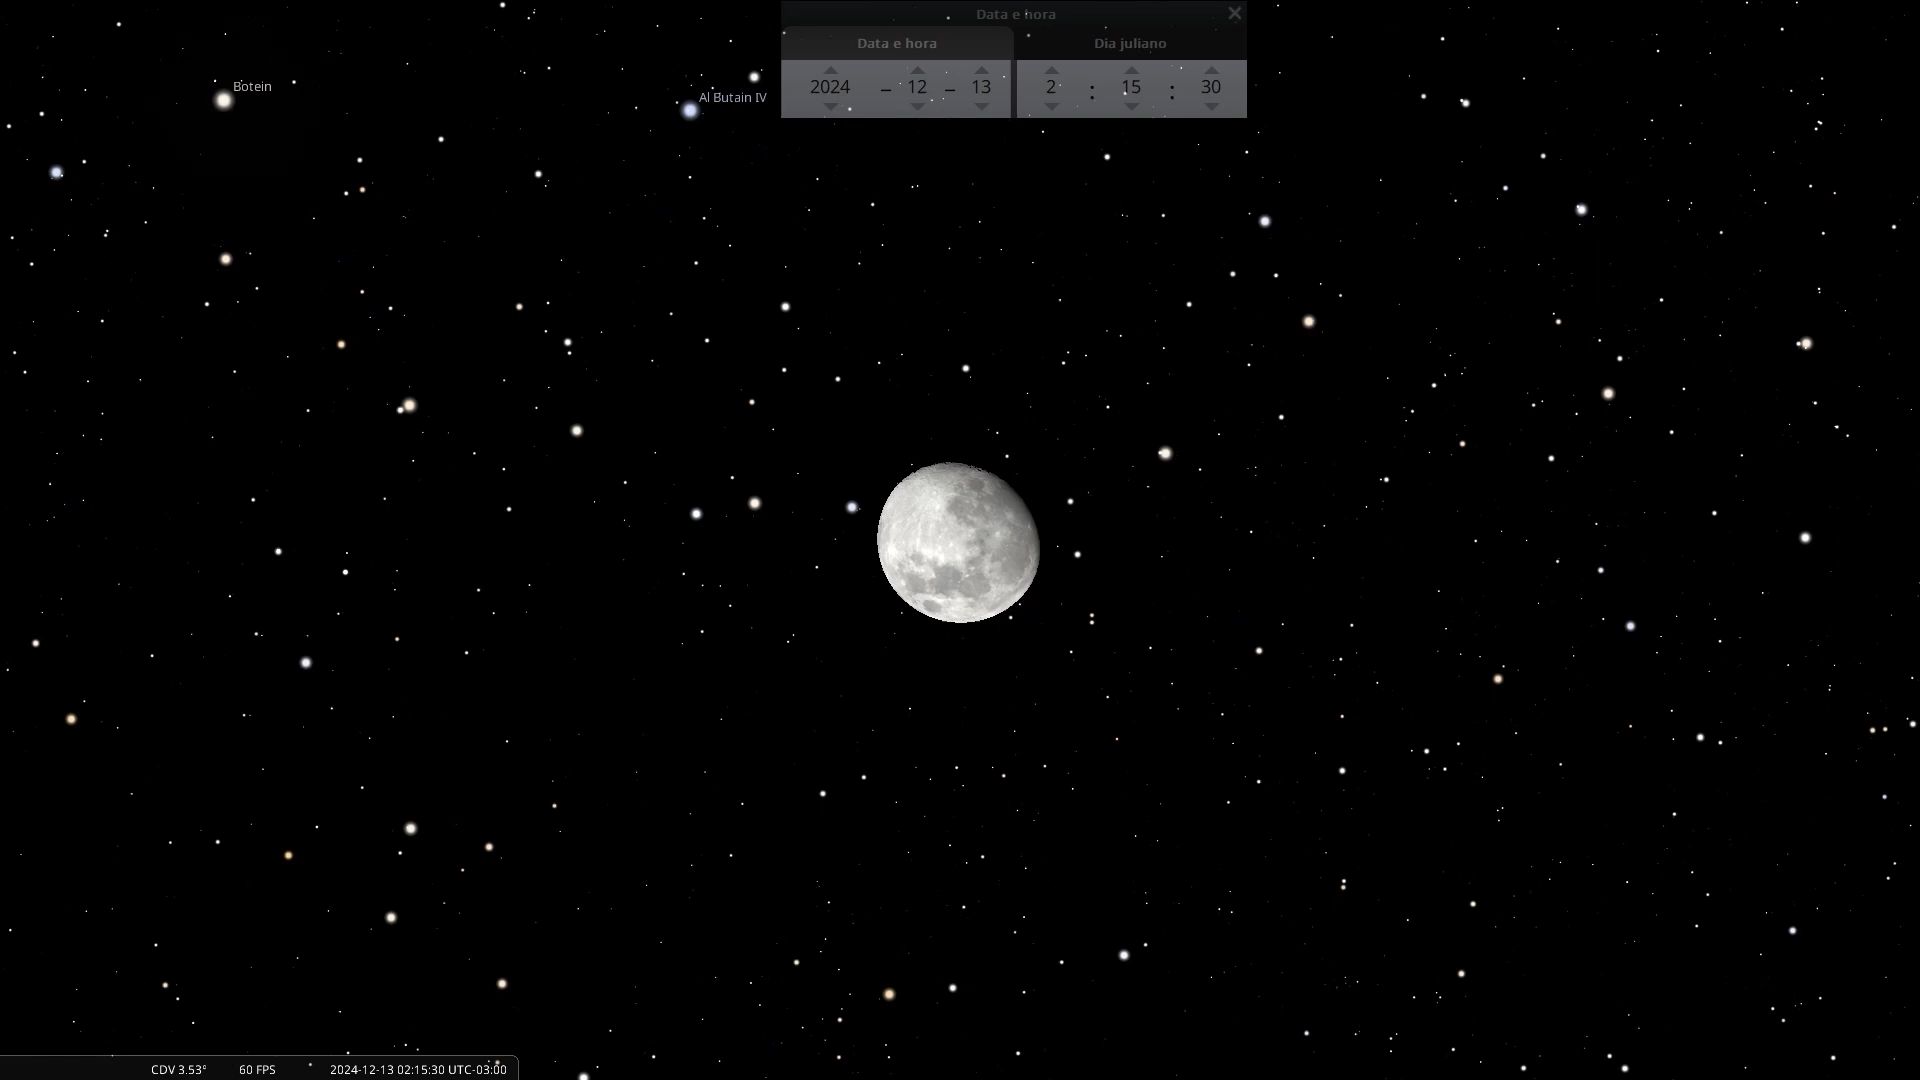 Data e hora
Data e hora Dia juliano
2024 – 12 – 13 2 : 15 : 30
Botein
Al Butain IV
CDV 3.53° 60 FPS 2024-12-13 02:15:30 UTC-03:00